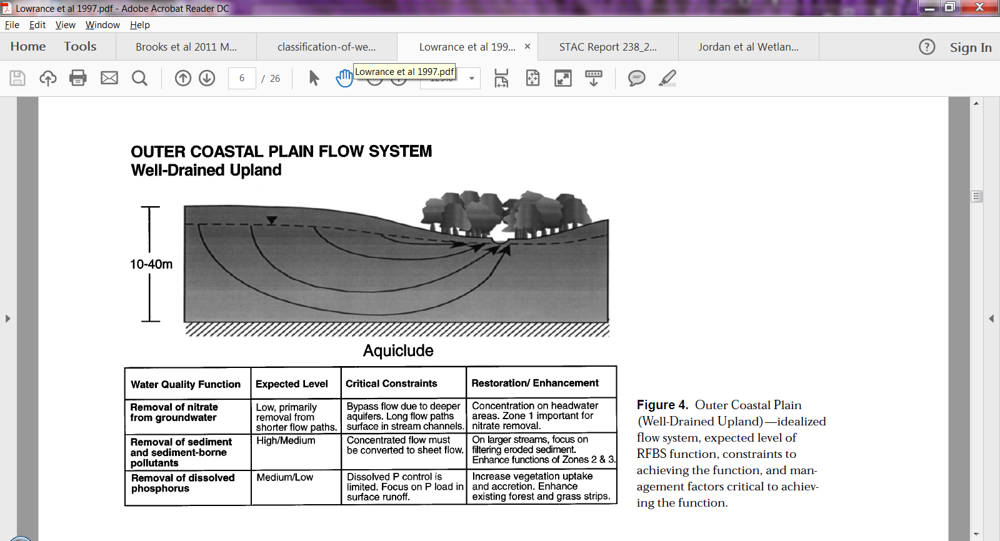 Lowrance et al 1997.pdf - Adobe Acrobat Reader DC
File Edit View Window Help
Home Tools Brooks et al 2011 M... classification-of-we... Lowrance et al 199... × STAC Report 238_2... Jordan et al Wetlan... ? Sign In
6 / 26
Lowrance et al 1997.pdf
OUTER COASTAL PLAIN FLOW SYSTEM
Well-Drained Upland
10-40m
Aquiclude
Water Quality Function Expected Level Critical Constraints Restoration/ Enhancement
Removal of nitrate
from groundwater
Low, primarily
removal from
shorter flow paths.
Bypass flow due to deeper
aquifers. Long flow paths
surface in stream channels.
Concentration on headwater
areas. Zone 1 important for
nitrate removal.
Removal of sediment
and sediment-borne
pollutants
High/Medium
Concentrated flow must
be converted to sheet flow.
On larger streams, focus on
filtering eroded sediment.
Enhance functions of Zones 2 & 3.
Removal of dissolved
phosphorus
Medium/Low
Dissolved P control is
limited. Focus on P load in
surface runoff.
Increase vegetation uptake
and accretion. Enhance
existing forest and grass strips.
Figure 4. Outer Coastal Plain
(Well-Drained Upland)—idealized
flow system, expected level of
RFBS function, constraints to
achieving the function, and man-
agement factors critical to achiev-
ing the function.